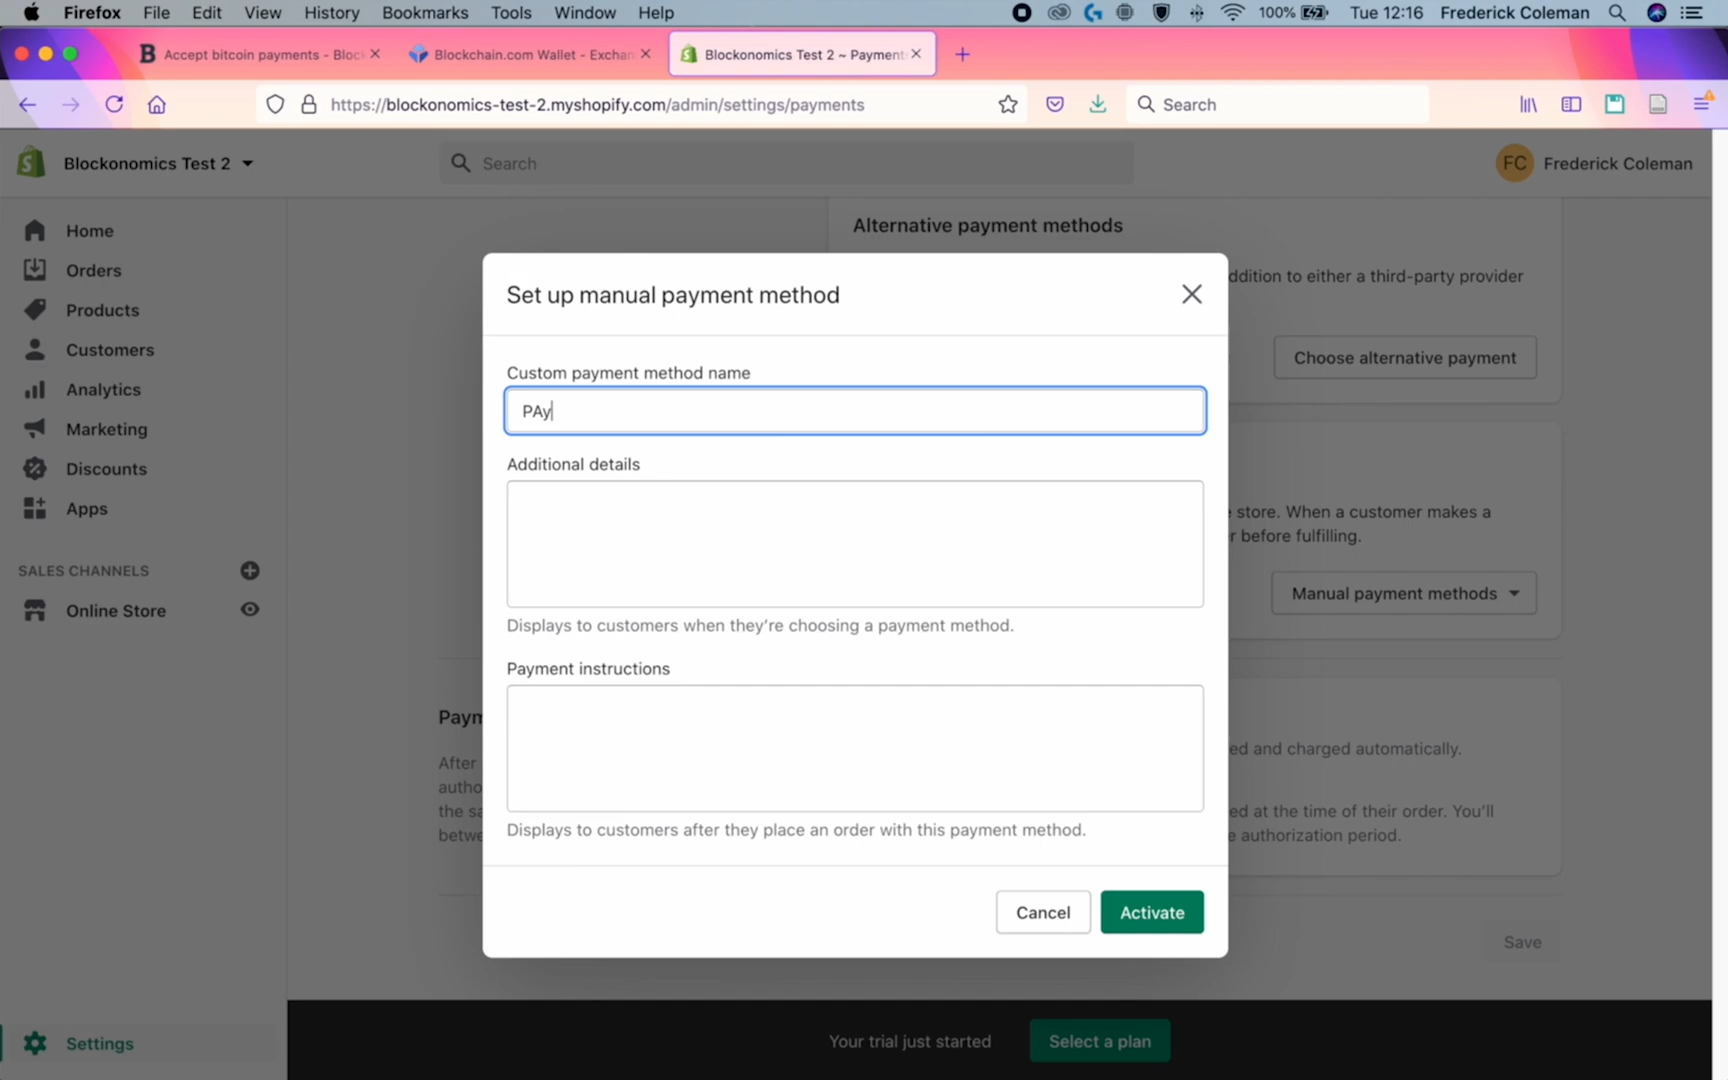 Firefox File Edit View History Bookmarks Tools Window Help 100% Tue 12:16 Frederick Coleman
Accept bitcoin payments - Bloc
Blockchain.com Wallet - Exchan
Blockonomics Test 2 ~ Payment
https://blockonomics-test-2.myshopify.com/admin/settings/payments
Search
Blockonomics Test 2
Search
FC Frederick Coleman
Home
Orders
Products
Customers
Analytics
Marketing
Discounts
Apps
SALES CHANNELS
Online Store
Settings
Alternative payment methods
ddition to either a third-party provider
Choose alternative payment
store. When a customer makes a
r before fulfilling.
Manual payment methods
Paym
After
autho
the sa
betwe
ed and charged automatically.
ed at the time of their order. You'll
e authorization period.
Save
Set up manual payment method
Custom payment method name
PAy
Additional details
Displays to customers when they're choosing a payment method.
Payment instructions
Displays to customers after they place an order with this payment method.
Cancel
Activate
Your trial just started
Select a plan